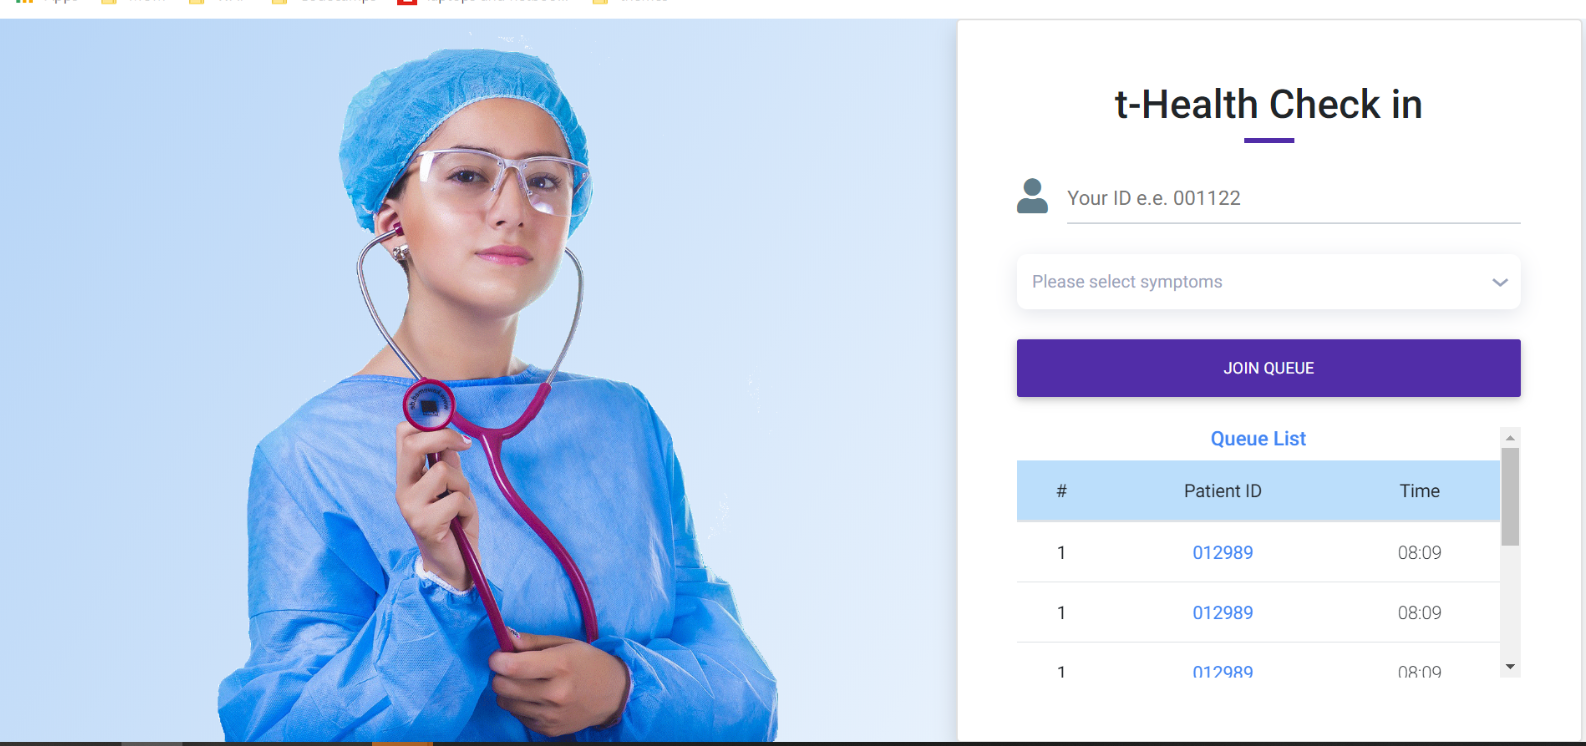 t-Health Check in
Your ID e.e. 001122
Please select symptoms
JOIN QUEUE
Queue List
# Patient ID Time
1 012989 08:09
1 012989 08:09
1 012989 08:09